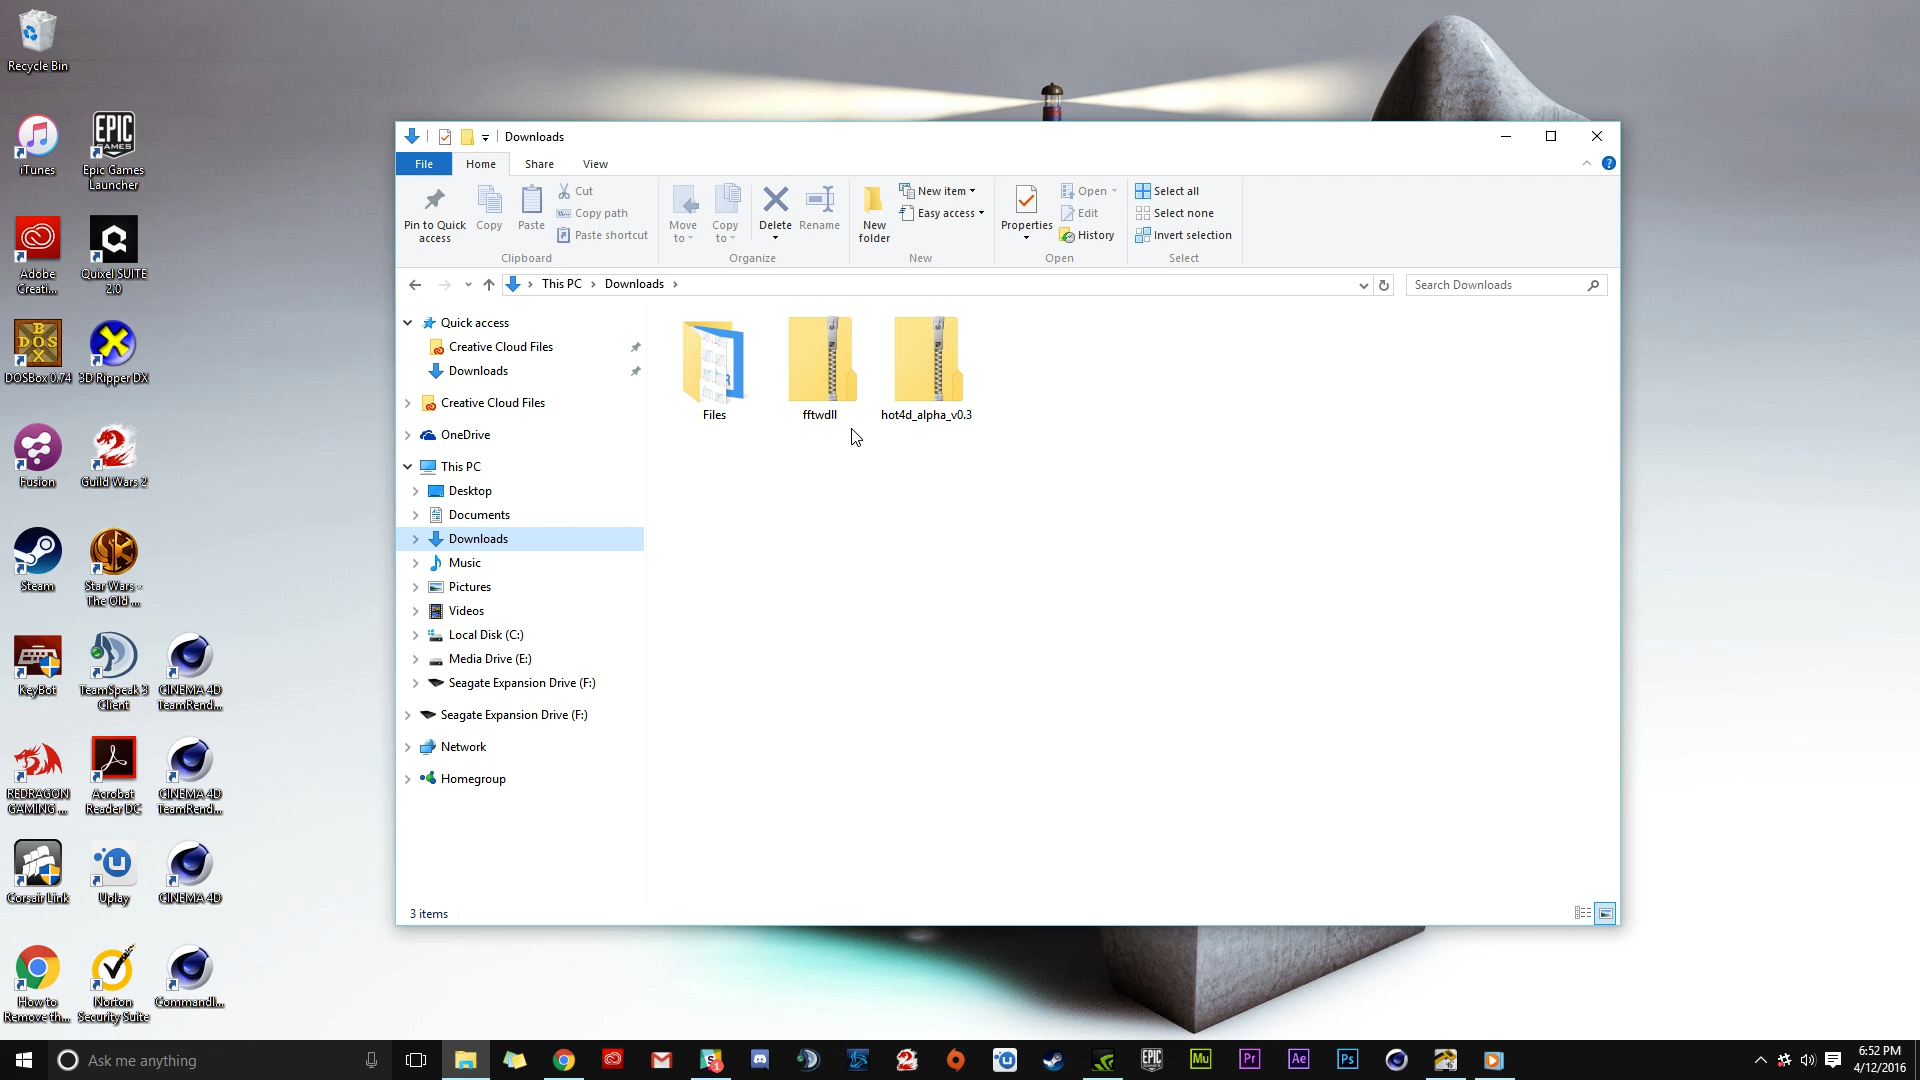 Recycle Bin
iTunes
Epic Games
Launcher
Adobe
Creati...
Quixel SUITE
2.0
DOSBox 0.74
3D Ripper DX
Fusion
Guild Wars 2
Steam
Star Wars -
The Old ...
KeyBot
TeamSpeak 3
Client
CINEMA 4D
TeamRend...
REDRAGON
GAMING ...
Acrobat
Reader DC
CINEMA 4D
TeamRend...
Corsair Link
Uplay
CINEMA 4D
How to
Remove th...
Norton
Security Suite
Commandl...
Downloads
File
Home
Share
View
Pin to Quick
access
Copy
Paste
Cut
Copy path
Paste shortcut
Clipboard
Move
to
Copy
to
Delete
Rename
Organize
New
folder
New item
Easy access
New
Properties
Open
Edit
History
Open
Select all
Select none
Invert selection
Select
This PC
Downloads
Search Downloads
Quick access
Creative Cloud Files
Downloads
Creative Cloud Files
OneDrive
This PC
Desktop
Documents
Downloads
Music
Pictures
Videos
Local Disk (C:)
Media Drive (E:)
Seagate Expansion Drive (F:)
Seagate Expansion Drive (F:)
Network
Homegroup
Files
fftwdll
hot4d_alpha_v0.3
3 items
Ask me anything
1
EPIC
Mu
Pr
Ae
Ps
6:52 PM
4/12/2016